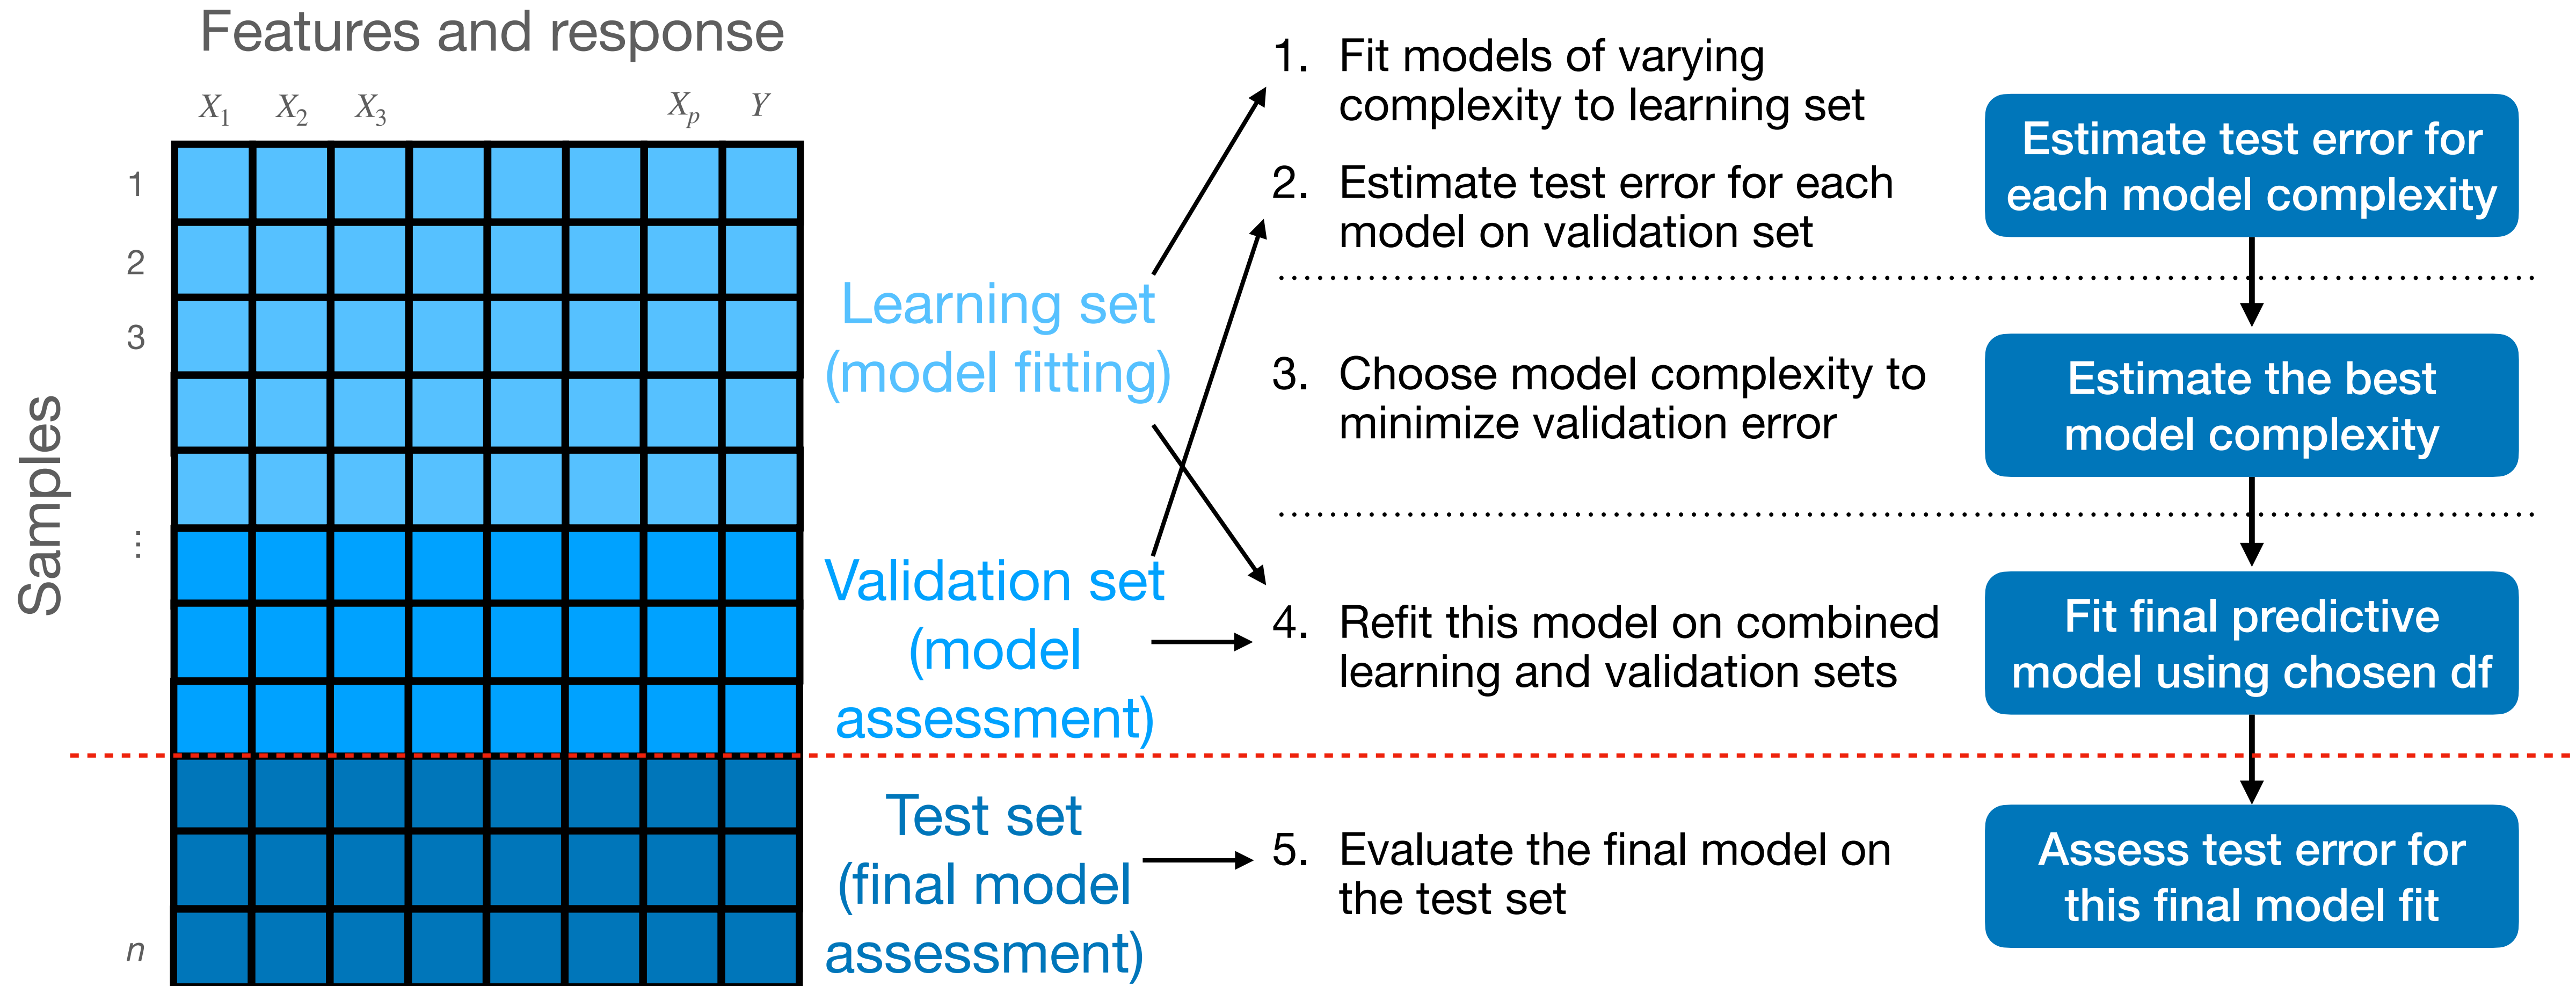 Features and response
X₁ X₂ X₃ Xₚ Y
Samples
1
2
3
⋮
n
Learning set
(model fitting)
Validation set
(model
assessment)
Test set
(final model
assessment)
1. Fit models of varying
complexity to learning set
2. Estimate test error for each
model on validation set
3. Choose model complexity to
minimize validation error
4. Refit this model on combined
learning and validation sets
5. Evaluate the final model on
the test set
Estimate test error for
each model complexity
Estimate the best
model complexity
Fit final predictive
model using chosen df
Assess test error for
this final model fit